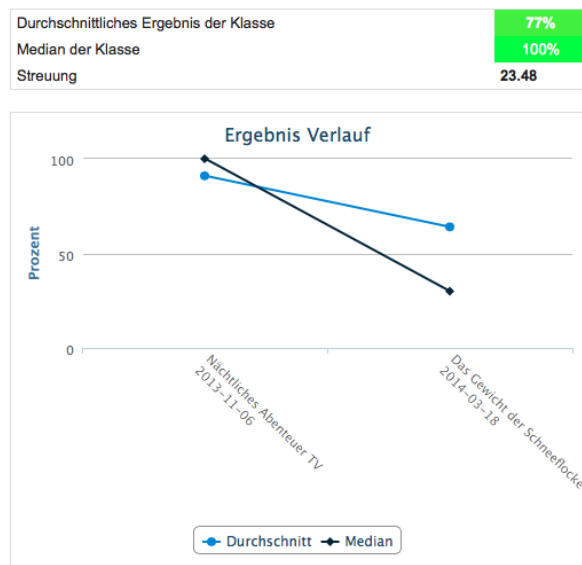 Durchschnittliches Ergebnis der Klasse 77%
Median der Klasse 100%
Streuung 23.48
Ergebnis Verlauf
100
50
0
Prozent
Nächtliches Abenteuer TV
2013-11-06
Das Gewicht der Schneeflocke
2014-03-18
Durchschnitt Median